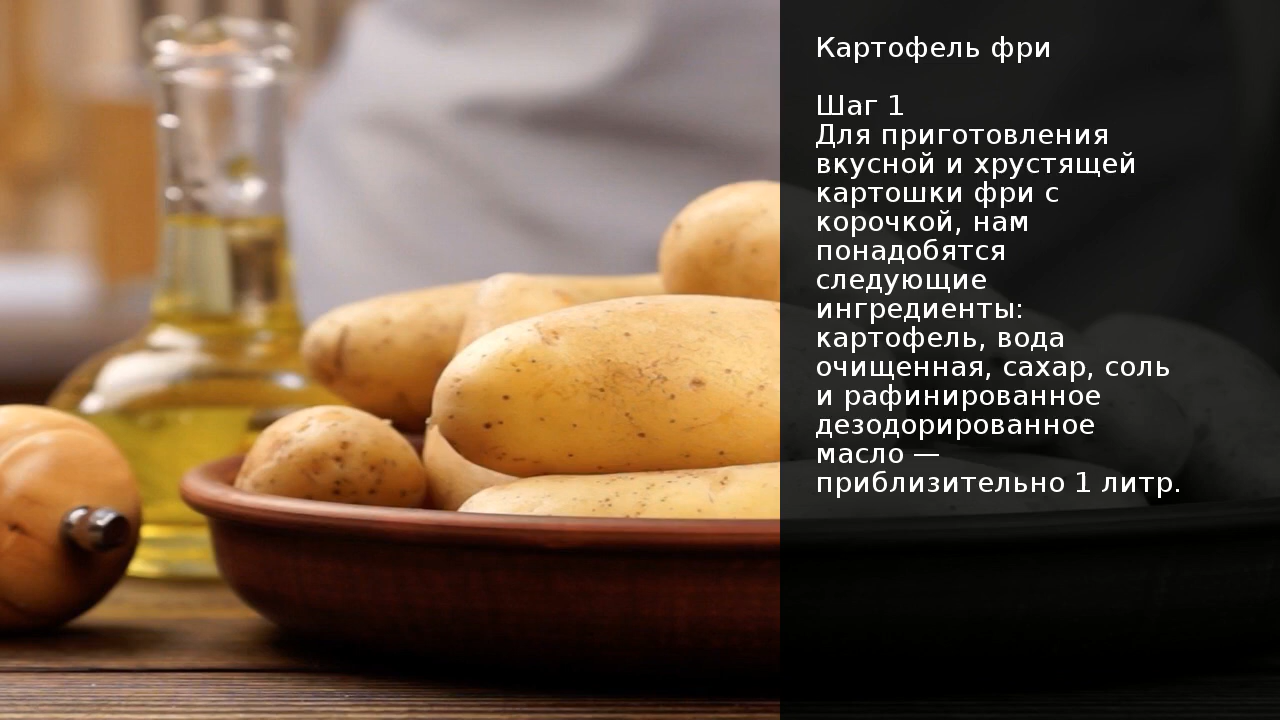 Картофель фри
Шаг 1
Для приготовления
вкусной и хрустящей
картошки фри с
корочкой, нам
понадобятся
следующие
ингредиенты:
картофель, вода
очищенная, сахар, соль
и рафинированное
дезодорированное
масло —
приблизительно 1 литр.